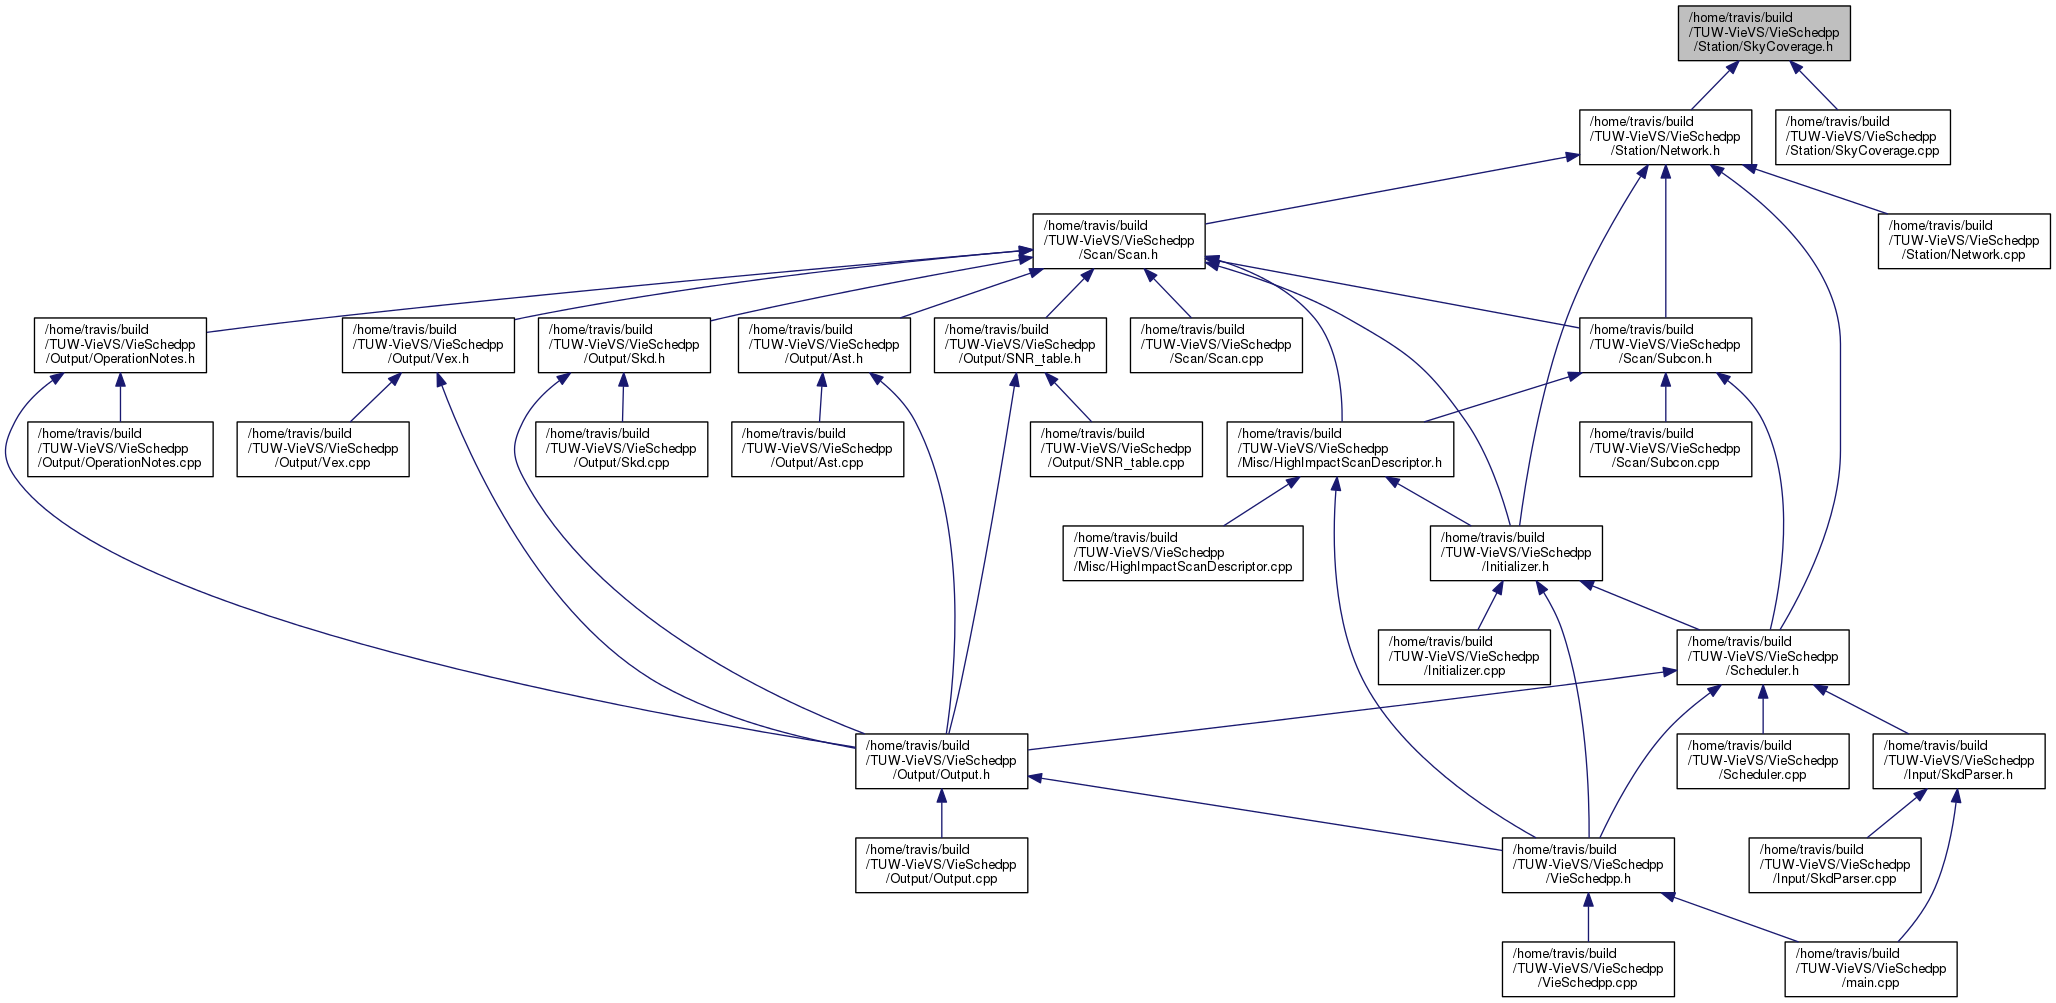 /home/travis/build
/TUW-VieVS/VieSchedpp
/Station/SkyCoverage.h
/home/travis/build
/TUW-VieVS/VieSchedpp
/Station/Network.h
/home/travis/build
/TUW-VieVS/VieSchedpp
/Station/SkyCoverage.cpp
/home/travis/build
/TUW-VieVS/VieSchedpp
/Scan/Scan.h
/home/travis/build
/TUW-VieVS/VieSchedpp
/Station/Network.cpp
/home/travis/build
/TUW-VieVS/VieSchedpp
/Output/OperationNotes.h
/home/travis/build
/TUW-VieVS/VieSchedpp
/Output/Vex.h
/home/travis/build
/TUW-VieVS/VieSchedpp
/Output/Skd.h
/home/travis/build
/TUW-VieVS/VieSchedpp
/Output/Ast.h
/home/travis/build
/TUW-VieVS/VieSchedpp
/Output/SNR_table.h
/home/travis/build
/TUW-VieVS/VieSchedpp
/Scan/Scan.cpp
/home/travis/build
/TUW-VieVS/VieSchedpp
/Scan/Subcon.h
/home/travis/build
/TUW-VieVS/VieSchedpp
/Output/OperationNotes.cpp
/home/travis/build
/TUW-VieVS/VieSchedpp
/Output/Vex.cpp
/home/travis/build
/TUW-VieVS/VieSchedpp
/Output/Skd.cpp
/home/travis/build
/TUW-VieVS/VieSchedpp
/Output/Ast.cpp
/home/travis/build
/TUW-VieVS/VieSchedpp
/Output/SNR_table.cpp
/home/travis/build
/TUW-VieVS/VieSchedpp
/Misc/HighImpactScanDescriptor.h
/home/travis/build
/TUW-VieVS/VieSchedpp
/Scan/Subcon.cpp
/home/travis/build
/TUW-VieVS/VieSchedpp
/Misc/HighImpactScanDescriptor.cpp
/home/travis/build
/TUW-VieVS/VieSchedpp
/Initializer.h
/home/travis/build
/TUW-VieVS/VieSchedpp
/Initializer.cpp
/home/travis/build
/TUW-VieVS/VieSchedpp
/Scheduler.h
/home/travis/build
/TUW-VieVS/VieSchedpp
/Output/Output.h
/home/travis/build
/TUW-VieVS/VieSchedpp
/Scheduler.cpp
/home/travis/build
/TUW-VieVS/VieSchedpp
/Input/SkdParser.h
/home/travis/build
/TUW-VieVS/VieSchedpp
/Output/Output.cpp
/home/travis/build
/TUW-VieVS/VieSchedpp
/VieSchedpp.h
/home/travis/build
/TUW-VieVS/VieSchedpp
/Input/SkdParser.cpp
/home/travis/build
/TUW-VieVS/VieSchedpp
/VieSchedpp.cpp
/home/travis/build
/TUW-VieVS/VieSchedpp
/main.cpp